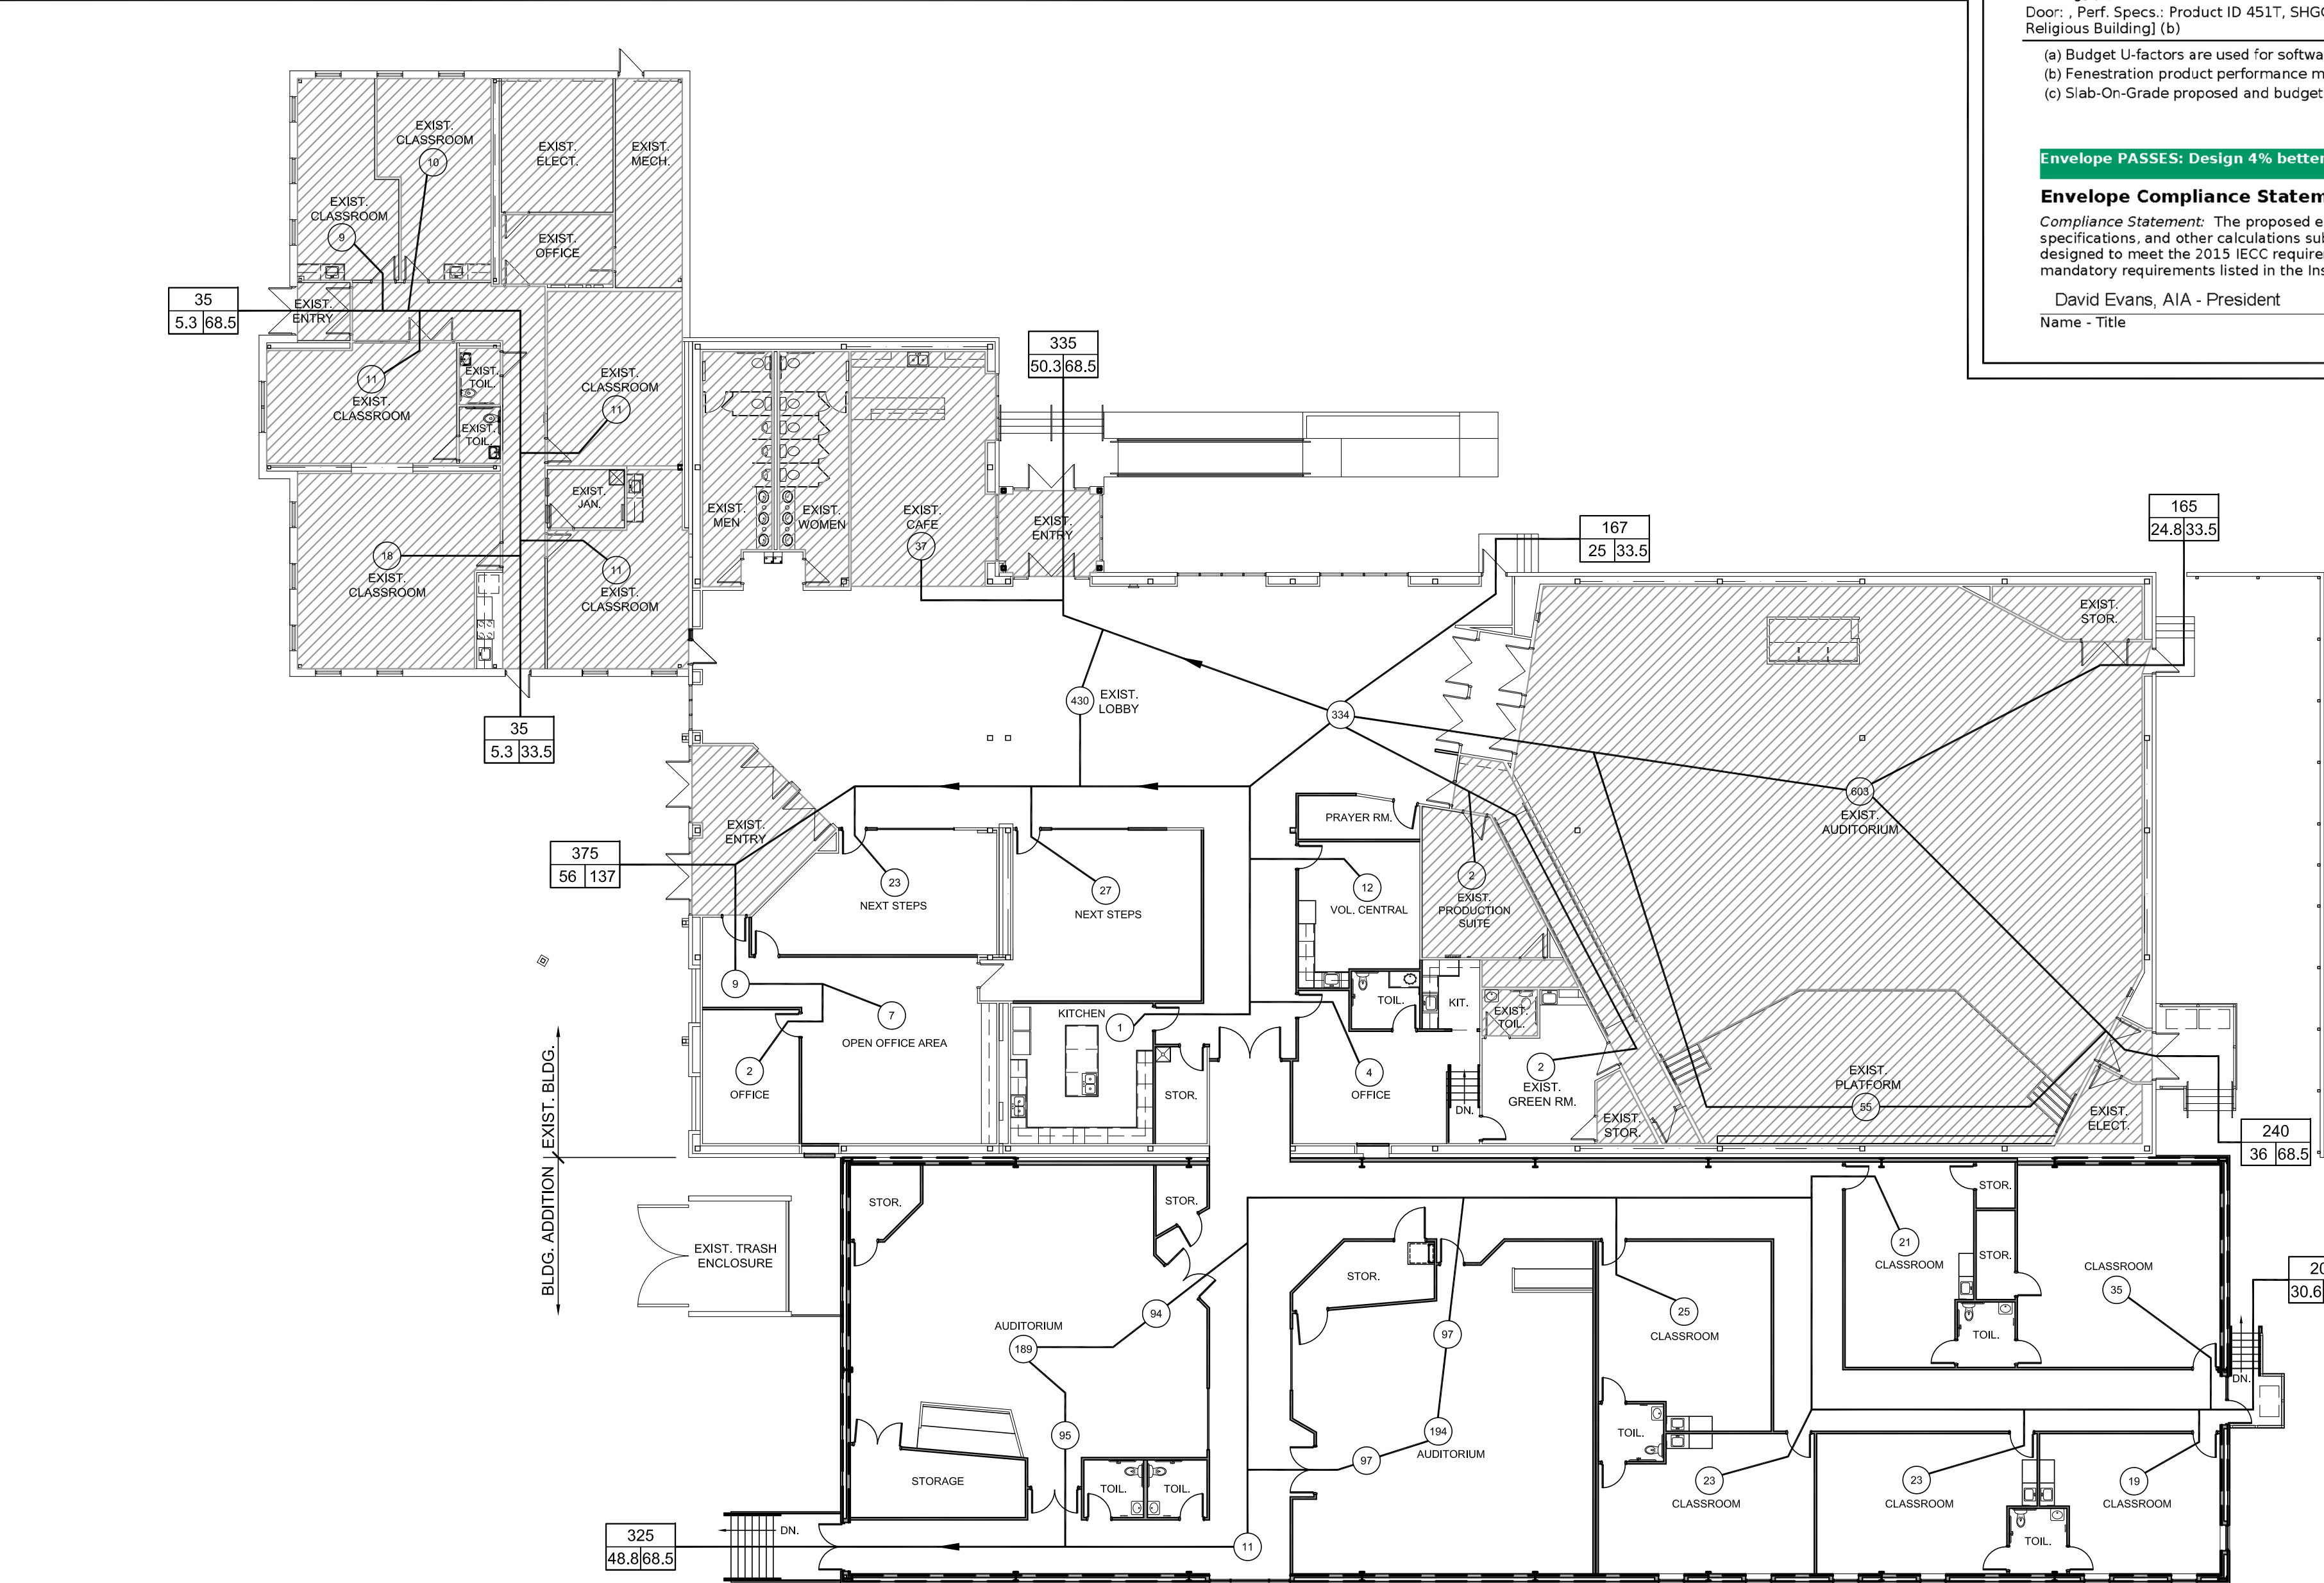 Door: , Perf. Specs.: Product ID 451T, SHG
Religious Building] (b)
(a) Budget U-factors are used for softwa
(b) Fenestration product performance m
(c) Slab-On-Grade proposed and budget
Envelope PASSES: Design 4% better
Envelope Compliance Statem
Compliance Statement: The proposed e
specifications, and other calculations su
designed to meet the 2015 IECC require
mandatory requirements listed in the Ins
David Evans, AIA - President
Name - Title
EXIST.
CLASSROOM
10
EXIST.
ELECT.
EXIST.
MECH.
EXIST.
CLASSROOM
9
EXIST.
OFFICE
35
5.3 68.5
EXIST.
ENTRY
11
EXIST.
CLASSROOM
EXIST.
TOIL.
EXIST.
TOIL.
EXIST.
CLASSROOM
11
EXIST.
JAN.
18
EXIST.
CLASSROOM
11
EXIST.
CLASSROOM
35
5.3 33.5
EXIST.
MEN
EXIST.
WOMEN
EXIST.
CAFE
37
335
50.3 68.5
EXIST.
ENTRY
167
25 33.5
165
24.8 33.5
EXIST.
STOR.
430
EXIST.
LOBBY
334
603
EXIST.
AUDITORIUM
EXIST.
ENTRY
375
56 137
23
NEXT STEPS
27
NEXT STEPS
PRAYER RM.
12
VOL. CENTRAL
2
EXIST.
PRODUCTION
SUITE
9
7
OPEN OFFICE AREA
2
OFFICE
KITCHEN
1
STOR.
TOIL.
KIT.
EXIST.
TOIL.
4
OFFICE
DN.
2
EXIST.
GREEN RM.
EXIST.
STOR.
EXIST.
PLATFORM
55
EXIST.
ELECT.
240
36 68.5
EXIST. BLDG.
BLDG. ADDITION
EXIST. TRASH
ENCLOSURE
STOR.
STOR.
AUDITORIUM
189
94
95
STORAGE
TOIL.
TOIL.
DN.
325
48.8 68.5
11
STOR.
97
194
AUDITORIUM
97
25
CLASSROOM
TOIL.
23
CLASSROOM
21
CLASSROOM
STOR.
STOR.
TOIL.
CLASSROOM
35
DN.
20
30.6
23
CLASSROOM
TOIL.
19
CLASSROOM